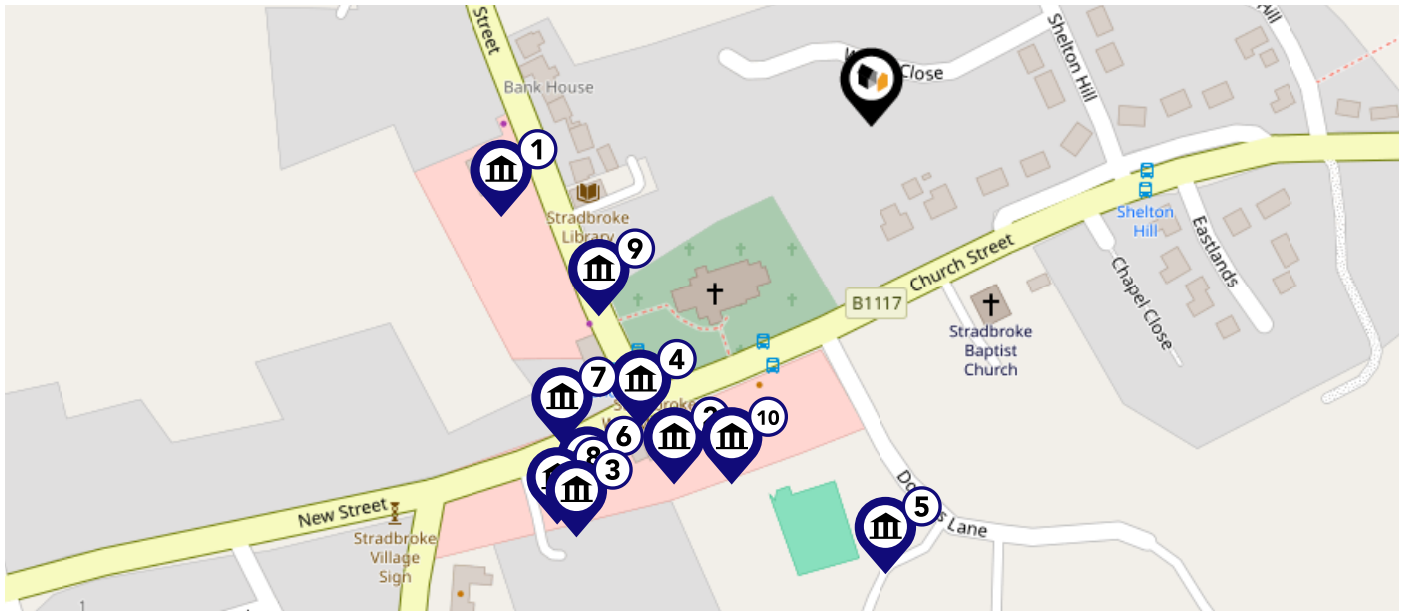 Street
Bank House
Close
Shelton Hill
1
Stradbroke
Library
9
Shelton
Hill
Eastlands
Church Street
B1117
Chapel Close
Stradbroke
Baptist
Church
4
7
10
6
8
3
5
Lane
New Street
Stradbroke
Village
Sign
1